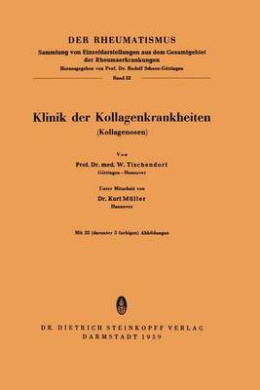 DER RHEUMATISMUS
Sammlung von Einzeldarstellungen aus dem Gesamtgebiet
der Rheumaerkrankungen
Herausgegeben von Prof. Dr. Rudolf Schoen-Göttingen
Band 32
Klinik der Kollagenkrankheiten
(Kollagenosen)
Von
Prof. Dr. med. W. Tischendorf
Göttingen–Hannover
Unter Mitarbeit von
Dr. Kurt Müller
Hannover
Mit 32 (darunter 5 farbigen) Abbildungen
DR. DIETRICH STEINKOPFF VERLAG
DARMSTADT 1959